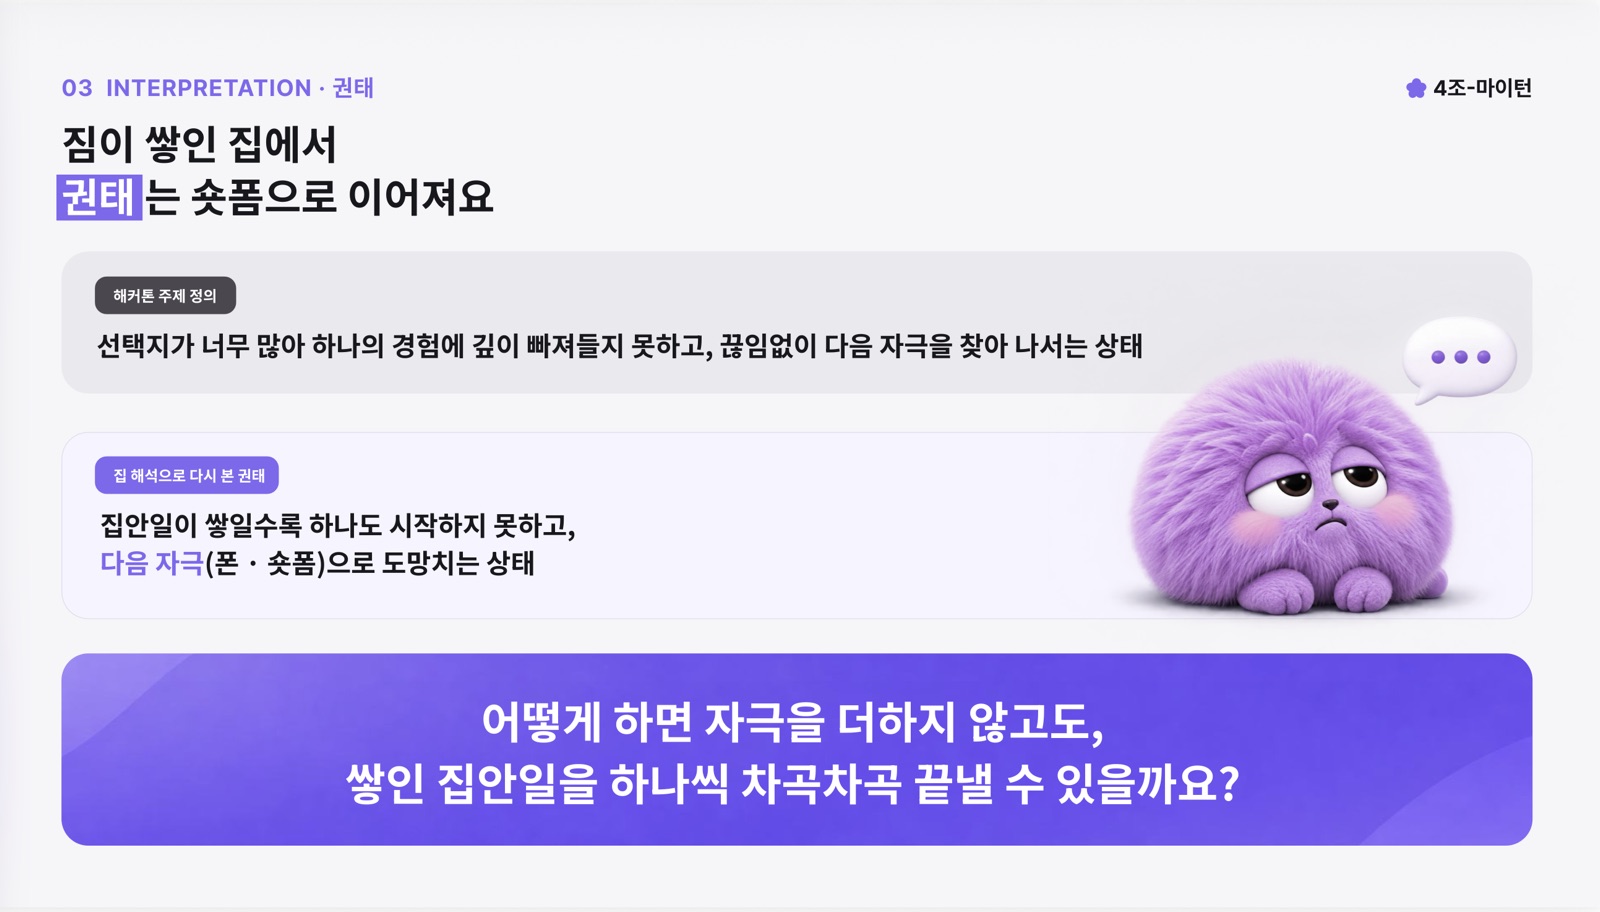 03 INTERPRETATION · 권태
4조-마이턴
짐이 쌓인 집에서
권태는 숏폼으로 이어져요
해커톤 주제 정의
선택지가 너무 많아 하나의 경험에 깊이 빠져들지 못하고, 끊임없이 다음 자극을 찾아 나서는 상태
집 해석으로 다시 본 권태
집안일이 쌓일수록 하나도 시작하지 못하고,
다음 자극(폰 · 숏폼)으로 도망치는 상태
어떻게 하면 자극을 더하지 않고도,
쌓인 집안일을 하나씩 차곡차곡 끝낼 수 있을까요?